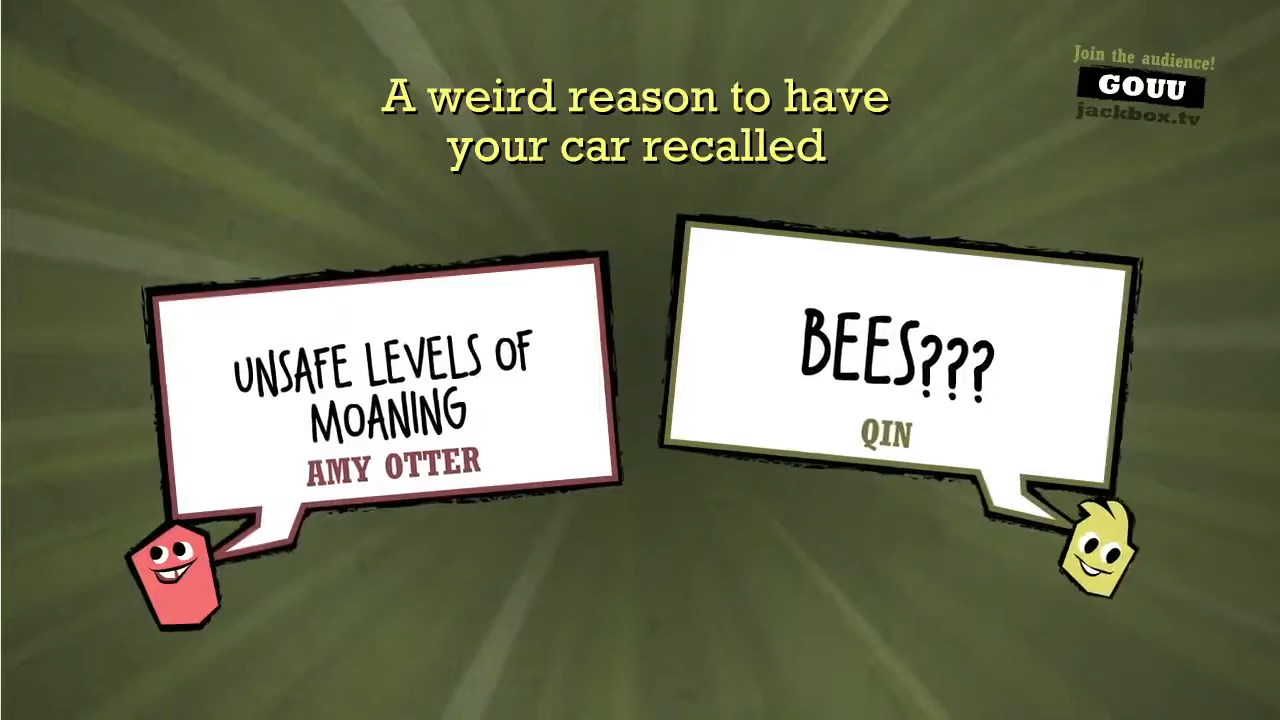 A weird reason to have
your car recalled
Join the audience!
GOUU
jackbox.tv
UNSAFE LEVELS OF
MOANING
AMY OTTER
BEES???
QIN